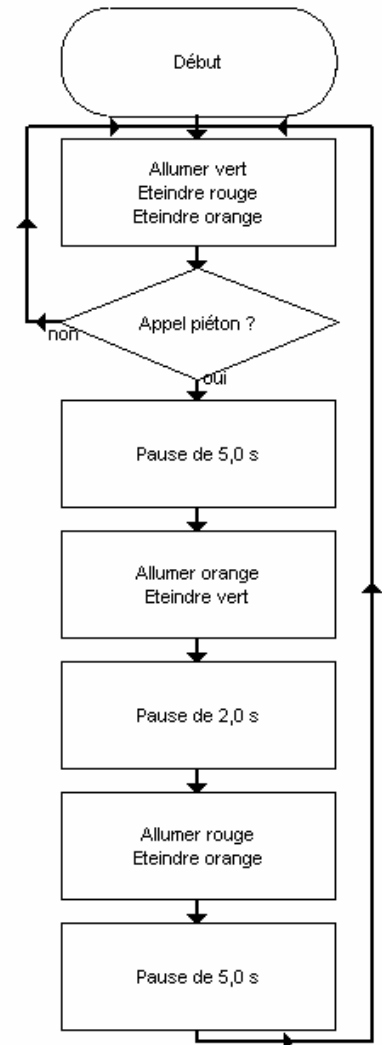 Début
Allumer vert
Eteindre rouge
Eteindre orange
Appel piéton ?
non
oui
Pause de 5,0 s
Allumer orange
Eteindre vert
Pause de 2,0 s
Allumer rouge
Eteindre orange
Pause de 5,0 s